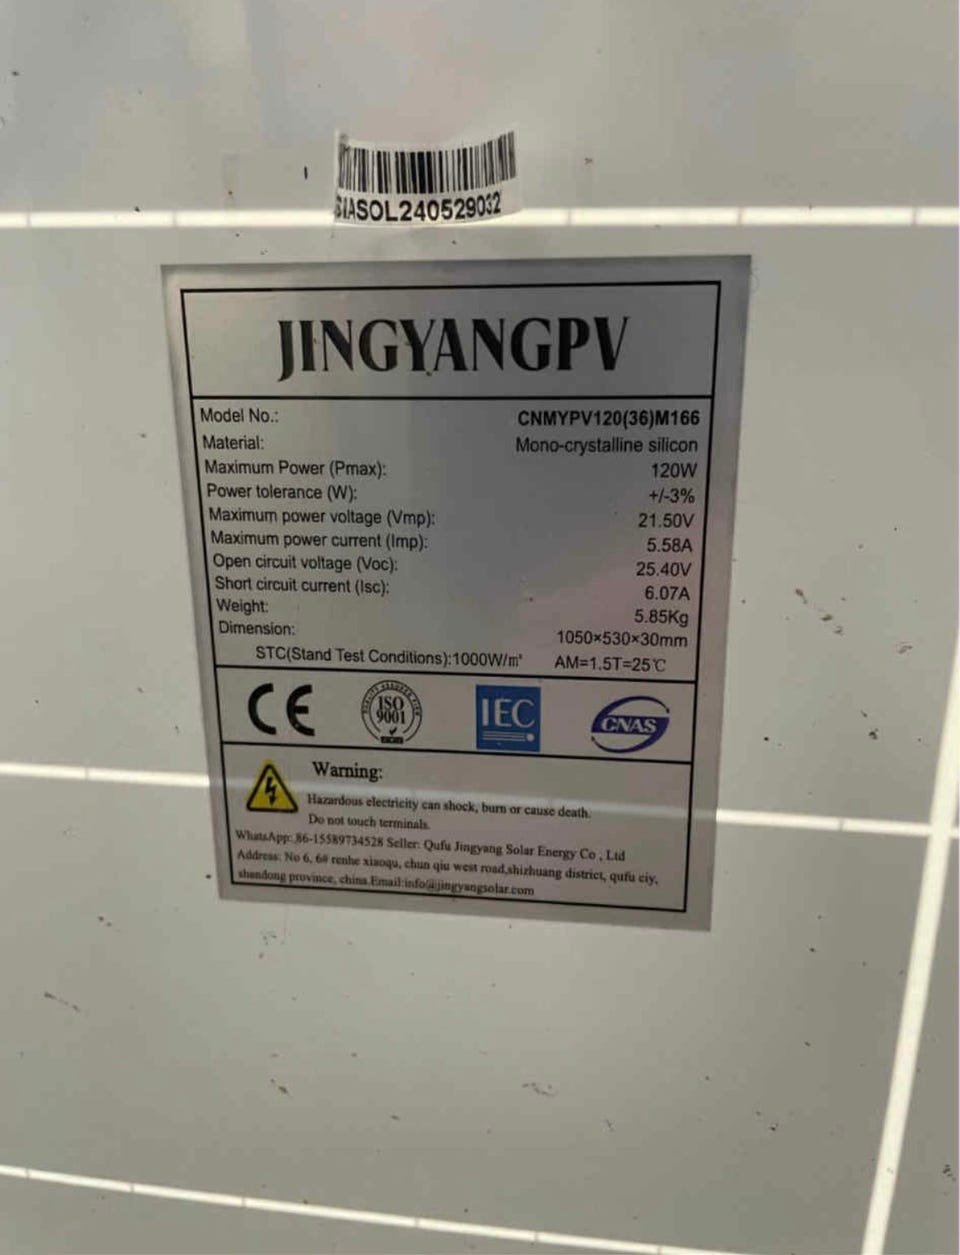 SIASOL240529032
JINGYANGPV
Model No.: CNMYPV120(36)M166
Material: Mono-crystalline silicon
Maximum Power (Pmax): 120W
Power tolerance (W): +/-3%
Maximum power voltage (Vmp): 21.50V
Maximum power current (Imp): 5.58A
Open circuit voltage (Voc): 25.40V
Short circuit current (Isc): 6.07A
Weight: 5.85Kg
Dimension: 1050×530×30mm
STC(Stand Test Conditions):1000W/m² AM=1.5T=25℃
CE
ISO
9001
IEC
CNAS
Warning:
Hazardous electricity can shock, burn or cause death.
Do not touch terminals.
WhatsApp: 86-15589734528 Seller: Qufu Jingyang Solar Energy Co , Ltd
Address: No 6, 6# renhe xiaoqu, chun qiu west road,shizhuang district, qufu ciy,
shandong province, china Email:info@jingyangsolar.com